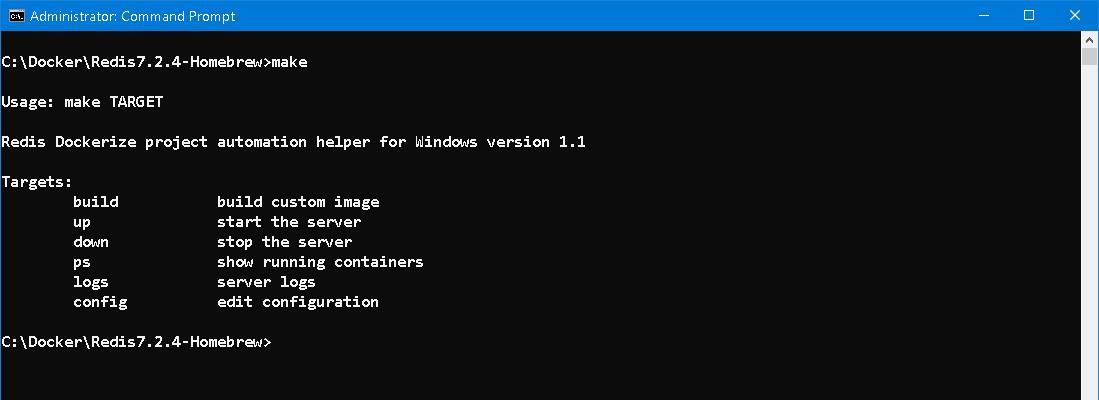 Administrator: Command Prompt
C:\Docker\Redis7.2.4-Homebrew>make
Usage: make TARGET
Redis Dockerize project automation helper for Windows version 1.1
Targets:
build build custom image
up start the server
down stop the server
ps show running containers
logs server logs
config edit configuration
C:\Docker\Redis7.2.4-Homebrew>